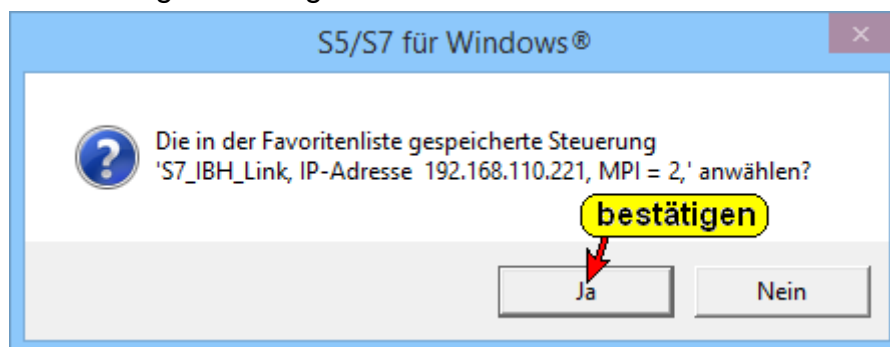 S5/S7 für Windows®
Die in der Favoritenliste gespeicherte Steuerung
'S7_IBH_Link, IP-Adresse  192.168.110.221, MPI = 2,' anwählen?
bestätigen
Ja
Nein